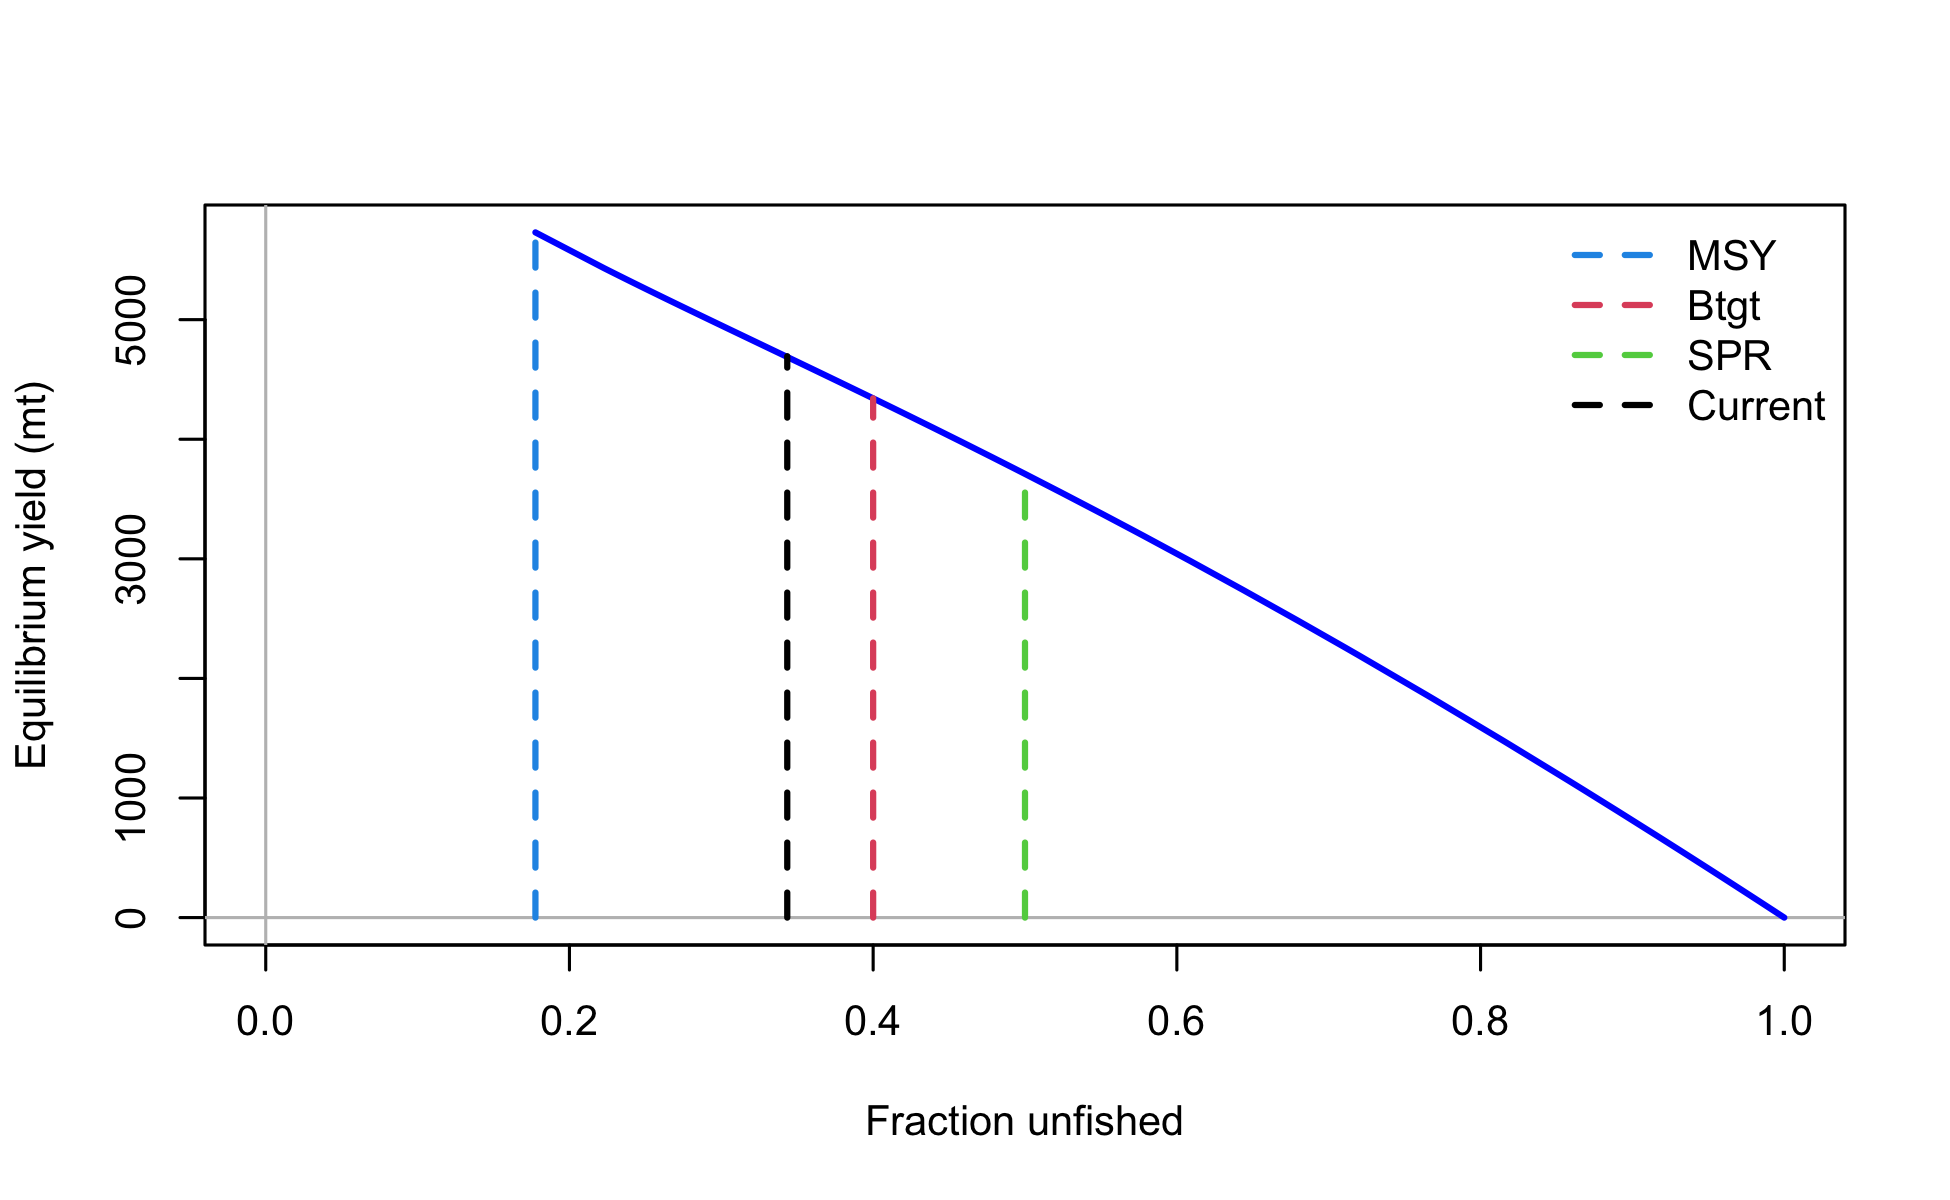 MSY
Btgt
SPR
Current
Equilibrium yield (mt)
5000
3000
1000
0
0.0 0.2 0.4 0.6 0.8 1.0
Fraction unfished